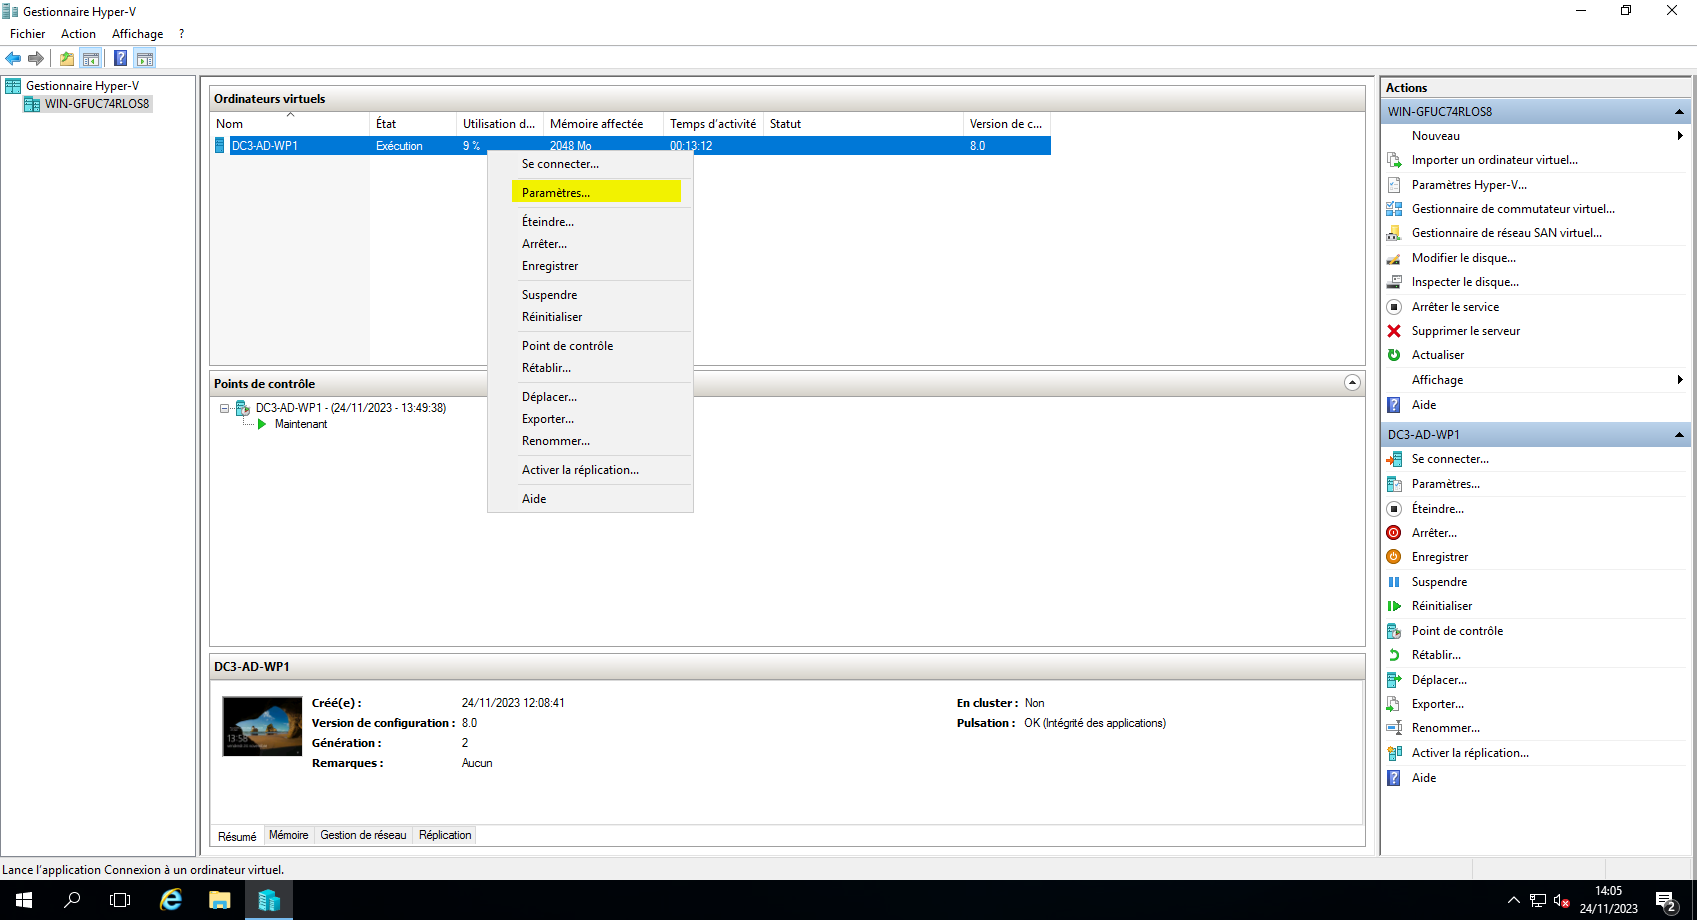 Gestionnaire Hyper-V
Fichier Action Affichage ?
Gestionnaire Hyper-V
WIN-GFUC74RLOS8
Ordinateurs virtuels
Nom État Utilisation d... Mémoire affectée Temps d'activité Statut Version de c...
DC3-AD-WP1 Exécution 9 % 2048 Mo 00:13:12 8.0
Se connecter...
Paramètres...
Éteindre...
Arrêter...
Enregistrer
Suspendre
Réinitialiser
Point de contrôle
Rétablir...
Déplacer...
Exporter...
Renommer...
Activer la réplication...
Aide
Points de contrôle
DC3-AD-WP1 - (24/11/2023 - 13:49:38)
Maintenant
DC3-AD-WP1
13:58
Créé(e) : 24/11/2023 12:08:41
Version de configuration : 8.0
Génération : 2
Remarques : Aucun
En cluster : Non
Pulsation : OK (Intégrité des applications)
Résumé Mémoire Gestion de réseau Réplication
Actions
WIN-GFUC74RLOS8
Nouveau
Importer un ordinateur virtuel...
Paramètres Hyper-V...
Gestionnaire de commutateur virtuel...
Gestionnaire de réseau SAN virtuel...
Modifier le disque...
Inspecter le disque...
Arrêter le service
Supprimer le serveur
Actualiser
Affichage
Aide
DC3-AD-WP1
Se connecter...
Paramètres...
Éteindre...
Arrêter...
Enregistrer
Suspendre
Réinitialiser
Point de contrôle
Rétablir...
Déplacer...
Exporter...
Renommer...
Activer la réplication...
Aide
Lance l'application Connexion à un ordinateur virtuel.
14:05
24/11/2023
2